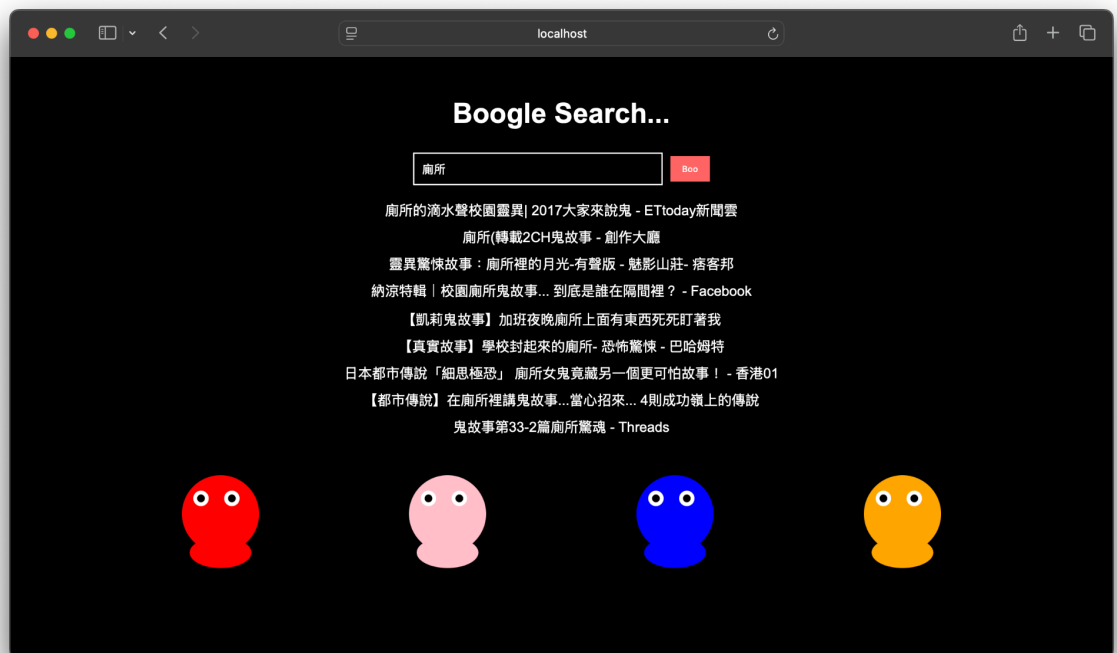 localhost
Boogle Search...
廁所
Boo
廁所的滴水聲校園靈異| 2017大家來說鬼 - ETtoday新聞雲
廁所(轉載2CH鬼故事 - 創作大廳
靈異驚悚故事：廁所裡的月光-有聲版 - 魅影山莊- 痞客邦
納涼特輯｜校園廁所鬼故事... 到底是誰在隔間裡？ - Facebook
【凱莉鬼故事】加班夜晚廁所上面有東西死死盯著我
【真實故事】學校封起來的廁所- 恐怖驚悚 - 巴哈姆特
日本都市傳說「細思極恐」 廁所女鬼竟藏另一個更可怕故事！ - 香港01
【都市傳說】在廁所裡講鬼故事...當心招來... 4則成功嶺上的傳說
鬼故事第33-2篇廁所驚魂 - Threads